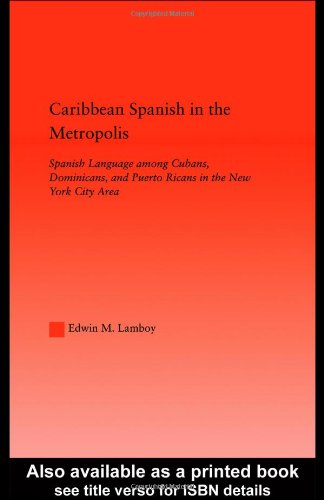 Caribbean Spanish in the
Metropolis
Spanish Language among Cubans,
Dominicans, and Puerto Ricans in the New
York City Area
Edwin M. Lamboy
Also available as a printed book
see title verso for ISBN details